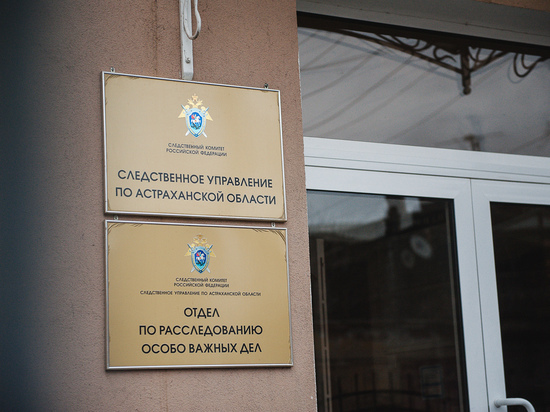 СЛЕДСТВЕННЫЙ КОМИТЕТ
РОССИЙСКОЙ ФЕДЕРАЦИИ
СЛЕДСТВЕННОЕ УПРАВЛЕНИЕ
ПО АСТРАХАНСКОЙ ОБЛАСТИ
СЛЕДСТВЕННЫЙ КОМИТЕТ
РОССИЙСКОЙ ФЕДЕРАЦИИ
СЛЕДСТВЕННОЕ УПРАВЛЕНИЕ ПО АСТРАХАНСКОЙ ОБЛАСТИ
ОТДЕЛ
ПО РАССЛЕДОВАНИЮ
ОСОБО ВАЖНЫХ ДЕЛ